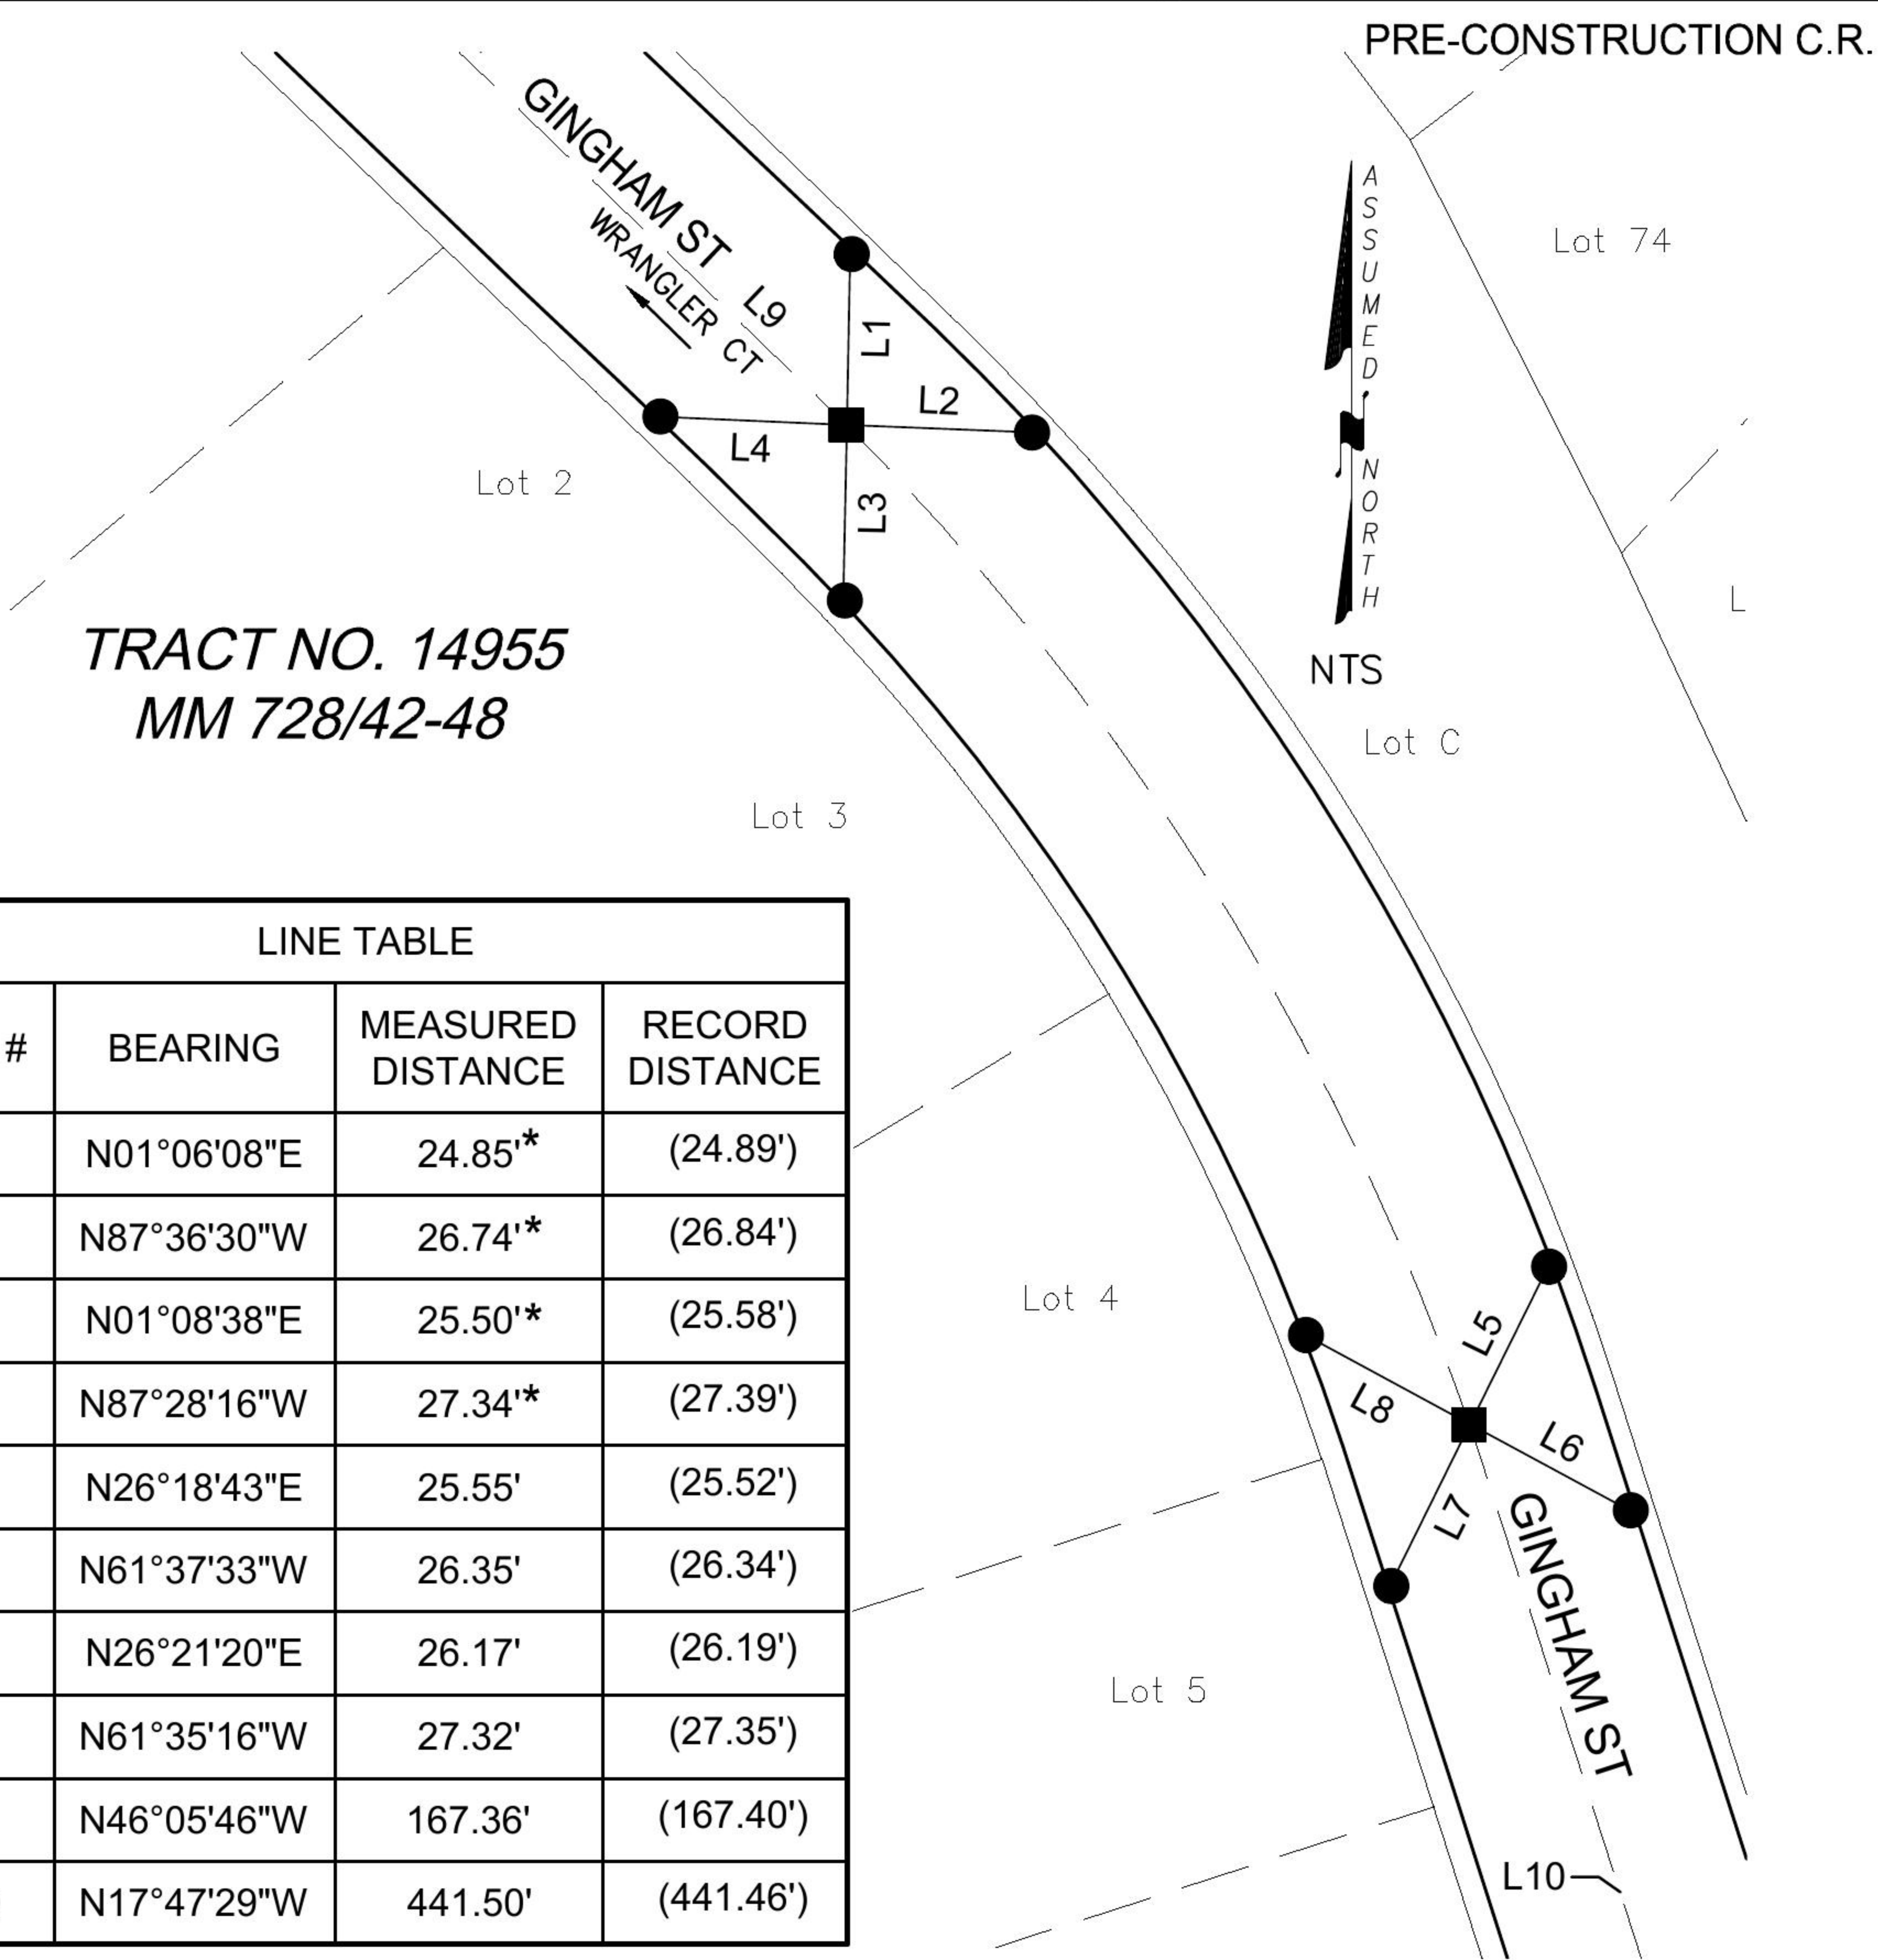 PRE-CONSTRUCTION C.R.
GINGHAM ST
WRANGLER CT
L9
L1
L2
L4
L3
Lot 74
ASSUMED NORTH
NTS
Lot 2
L
TRACT NO. 14955
MM 728/42-48
Lot C
Lot 3
LINE TABLE
# BEARING MEASURED DISTANCE RECORD DISTANCE
N01°06'08"E 24.85'* (24.89')
N87°36'30"W 26.74'* (26.84')
N01°08'38"E 25.50'* (25.58')
N87°28'16"W 27.34'* (27.39')
N26°18'43"E 25.55' (25.52')
N61°37'33"W 26.35' (26.34')
N26°21'20"E 26.17' (26.19')
N61°35'16"W 27.32' (27.35')
N46°05'46"W 167.36' (167.40')
N17°47'29"W 441.50' (441.46')
Lot 4
L5
L8
L6
L7
GINGHAM ST
Lot 5
L10